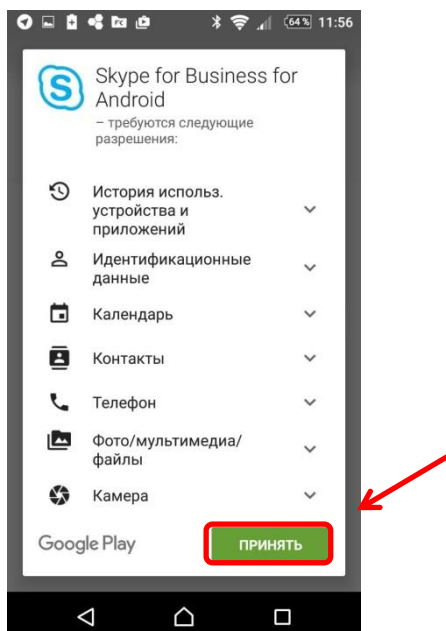 64% 11:56
Skype for Business for
Android
– требуются следующие
разрешения:
История использ.
устройства и
приложений
Идентификационные
данные
Календарь
Контакты
Телефон
Фото/мультимедиа/
файлы
Камера
Google Play ПРИНЯТЬ